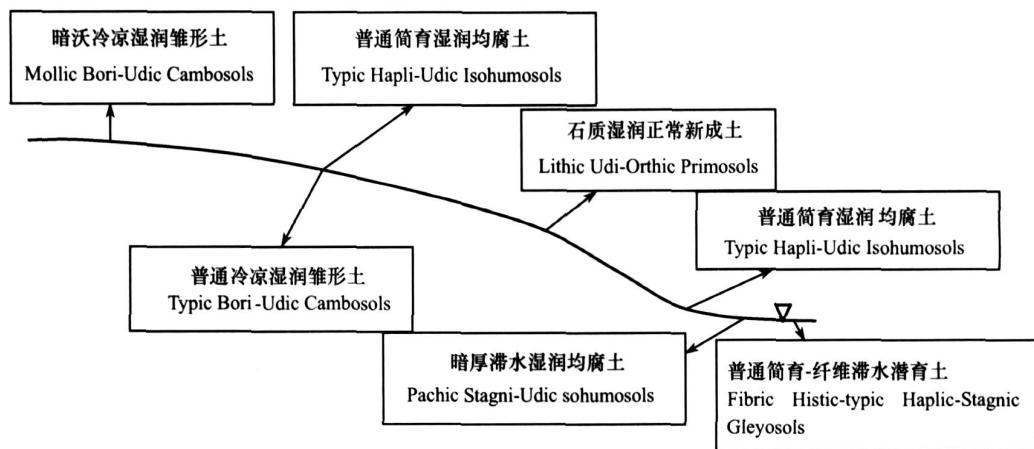 暗沃冷凉湿润雏形土
Mollic Bori-Udic Cambosols
普通简育湿润均腐土
Typic Hapli-Udic Isohumosols
石质湿润正常新成土
Lithic Udi-Orthic Primosols
普通简育湿润均腐土
Typic Hapli-Udic Isohumosols
普通冷凉湿润雏形土
Typic Bori-Udic Cambosols
暗厚滞水湿润均腐土
Pachic Stagni-Udic sohumosols
普通简育-纤维滞水潜育土
Fibric Histic-typic Haplic-Stagnic
Gleyosols